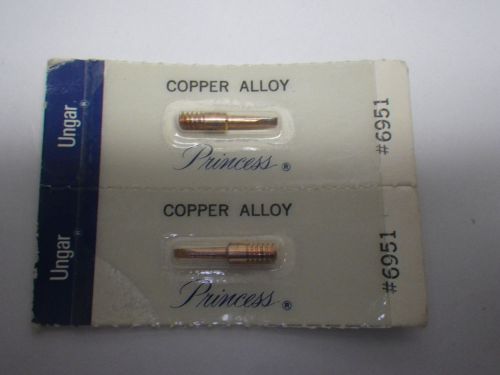 Ungar®
COPPER ALLOY
Princess®
#6951
Ungar®
COPPER ALLOY
Princess®
#6951